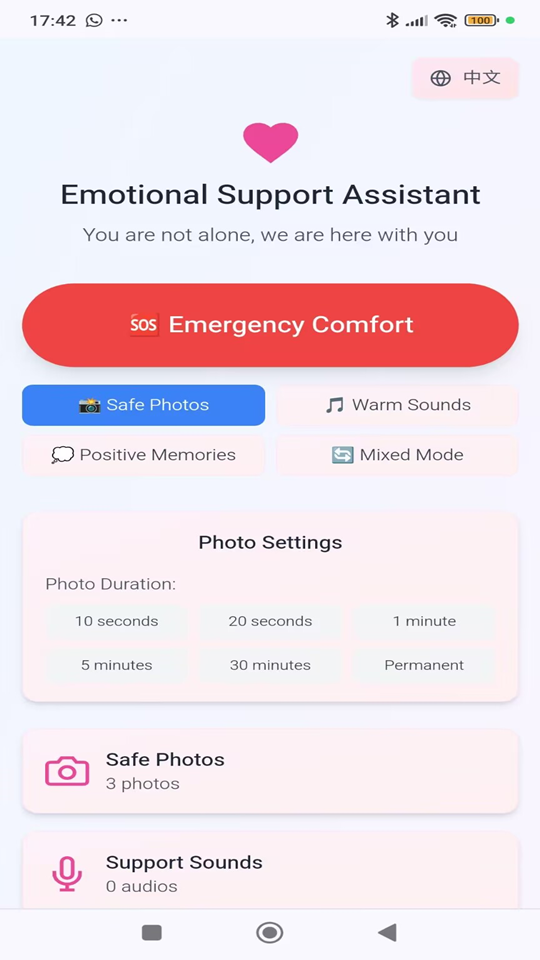 17:42
100
中文
Emotional Support Assistant
You are not alone, we are here with you
🆘 Emergency Comfort
📸 Safe Photos
🎵 Warm Sounds
💭 Positive Memories
🔄 Mixed Mode
Photo Settings
Photo Duration:
10 seconds
20 seconds
1 minute
5 minutes
30 minutes
Permanent
Safe Photos
3 photos
Support Sounds
0 audios